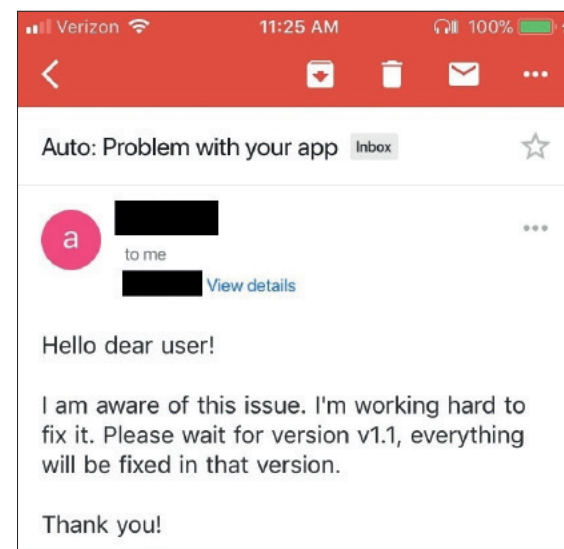 Verizon 11:25 AM 100%
Auto: Problem with your app Inbox
a
to me
View details
Hello dear user!
I am aware of this issue. I'm working hard to
fix it. Please wait for version v1.1, everything
will be fixed in that version.
Thank you!